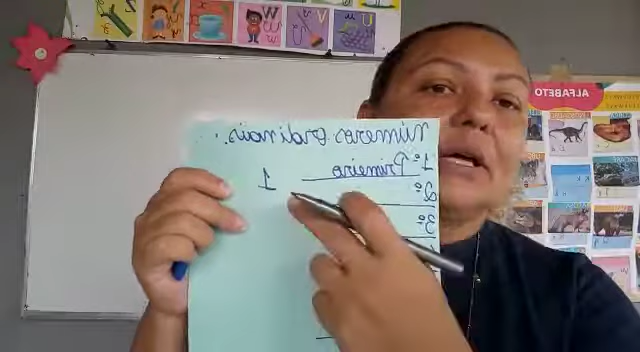 Números Ordinais.
1º Primeiro 1
2º
3º
ALFABETO
W
V
U